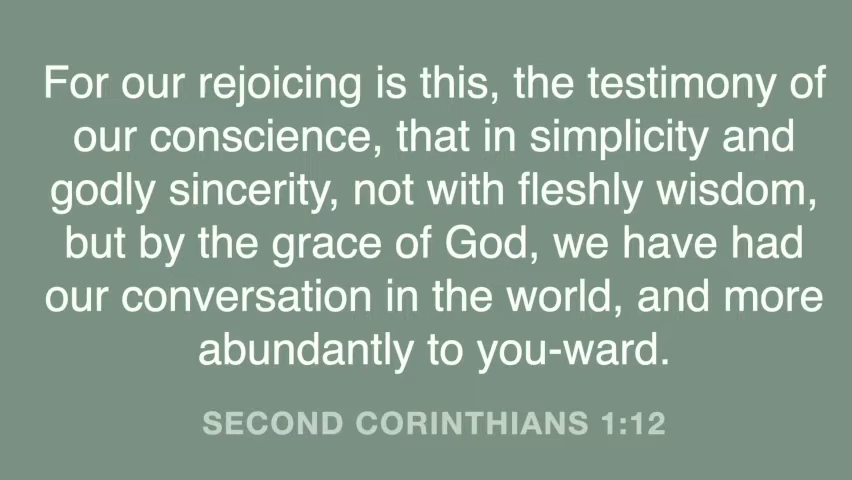 For our rejoicing is this, the testimony of
our conscience, that in simplicity and
godly sincerity, not with fleshly wisdom,
but by the grace of God, we have had
our conversation in the world, and more
abundantly to you-ward.
SECOND CORINTHIANS 1:12